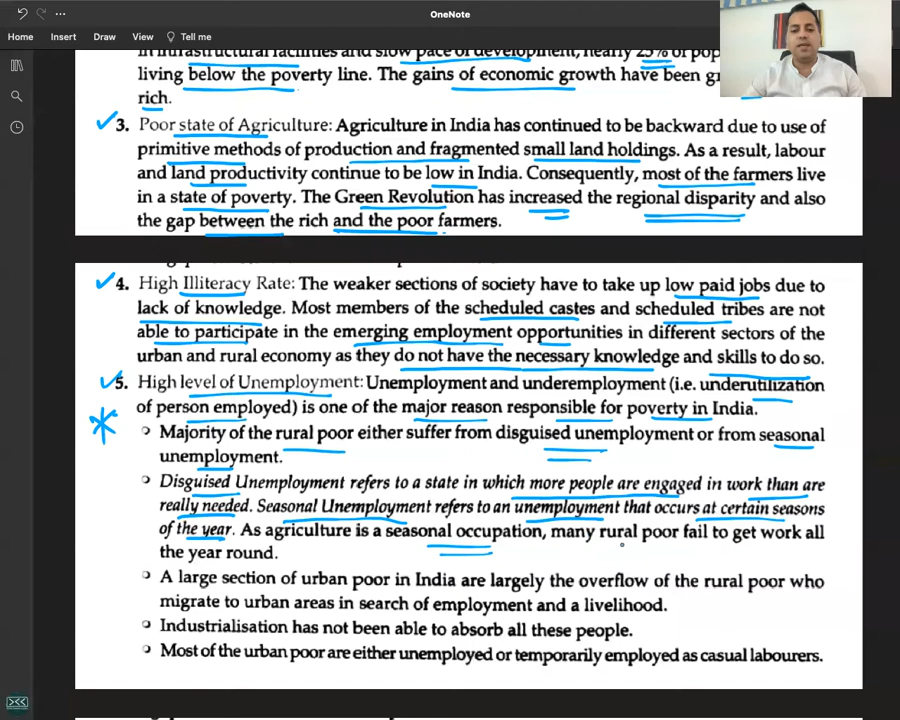 OneNote
Home Insert Draw View Tell me
In infrastructural facilities and slow pace of development, nearly 25% of pop
living below the poverty line. The gains of economic growth have been g
rich.
3. Poor state of Agriculture: Agriculture in India has continued to be backward due to use of
primitive methods of production and fragmented small land holdings. As a result, labour
and land productivity continue to be low in India. Consequently, most of the farmers live
in a state of poverty. The Green Revolution has increased the regional disparity and also
the gap between the rich and the poor farmers.
4. High Illiteracy Rate: The weaker sections of society have to take up low paid jobs due to
lack of knowledge. Most members of the scheduled castes and scheduled tribes are not
able to participate in the emerging employment opportunities in different sectors of the
urban and rural economy as they do not have the necessary knowledge and skills to do so.
5. High level of Unemployment: Unemployment and underemployment (i.e. underutilization
of person employed) is one of the major reason responsible for poverty in India.
Majority of the rural poor either suffer from disguised unemployment or from seasonal
unemployment.
Disguised Unemployment refers to a state in which more people are engaged in work than are
really needed. Seasonal Unemployment refers to an unemployment that occurs at certain seasons
of the year. As agriculture is a seasonal occupation, many rural poor fail to get work all
the year round.
A large section of urban poor in India are largely the overflow of the rural poor who
migrate to urban areas in search of employment and a livelihood.
Industrialisation has not been able to absorb all these people.
Most of the urban poor are either unemployed or temporarily employed as casual labourers.